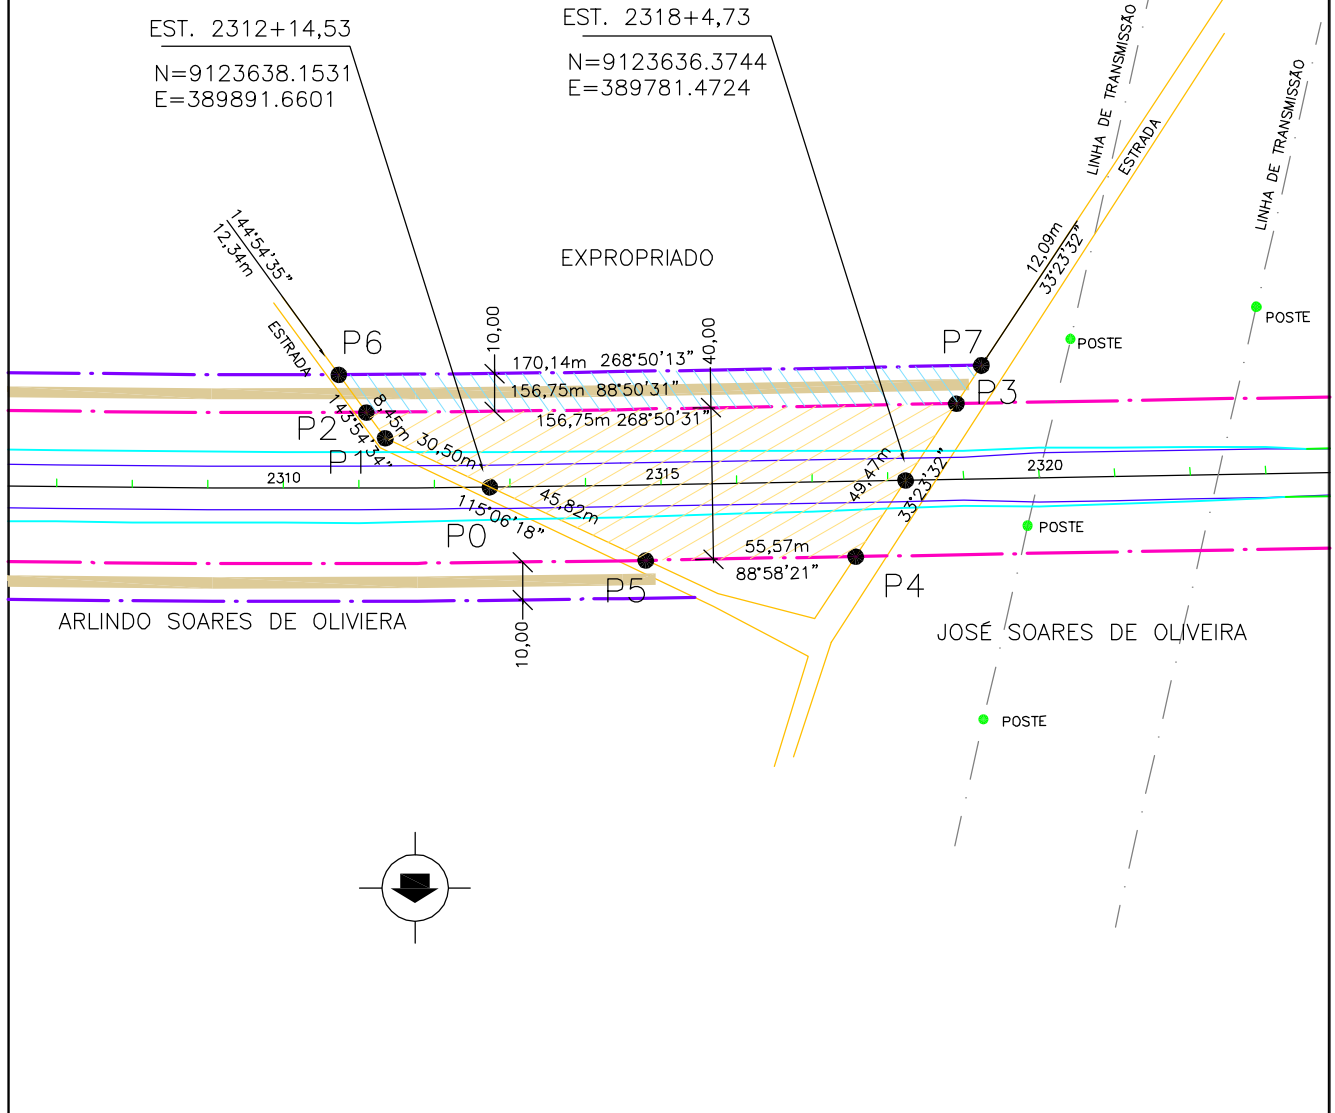 EST. 2312+14,53
N=9123638.1531
E=389891.6601
EST. 2318+4,73
N=9123636.3744
E=389781.4724
LINHA DE TRANSMISSÃO
ESTRADA
LINHA DE TRANSMISSÃO
144°54'35"
12,34m
EXPROPRIADO
12,09m
33°23'32"
POSTE
ESTRADA
P6
10,00
40,00
P7
POSTE
170,14m 268°50'13"
156,75m 88°50'31"
P3
156,75m 268°50'31"
P2
8,45m
143°54'34"
P1
30,50m
2310
2315
2320
49,47m
33°23'32"
45,82m
115°06'18"
P0
POSTE
55,57m
88°58'21"
P5
P4
10,00
ARLINDO SOARES DE OLIVIERA
JOSÉ SOARES DE OLIVEIRA
POSTE